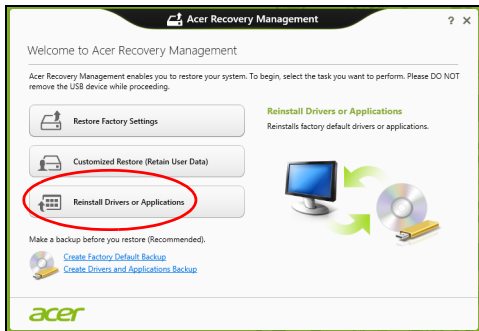 Acer Recovery Management
? ×
Welcome to Acer Recovery Management
Acer Recovery Management enables you to restore your system. To begin, select the task you want to perform. Please DO NOT
remove the USB device while proceeding.
Restore Factory Settings
Customized Restore (Retain User Data)
Reinstall Drivers or Applications
Reinstall Drivers or Applications
Reinstalls factory default drivers or applications.
Make a backup before you restore (Recommended).
Create Factory Default Backup
Create Drivers and Applications Backup
acer